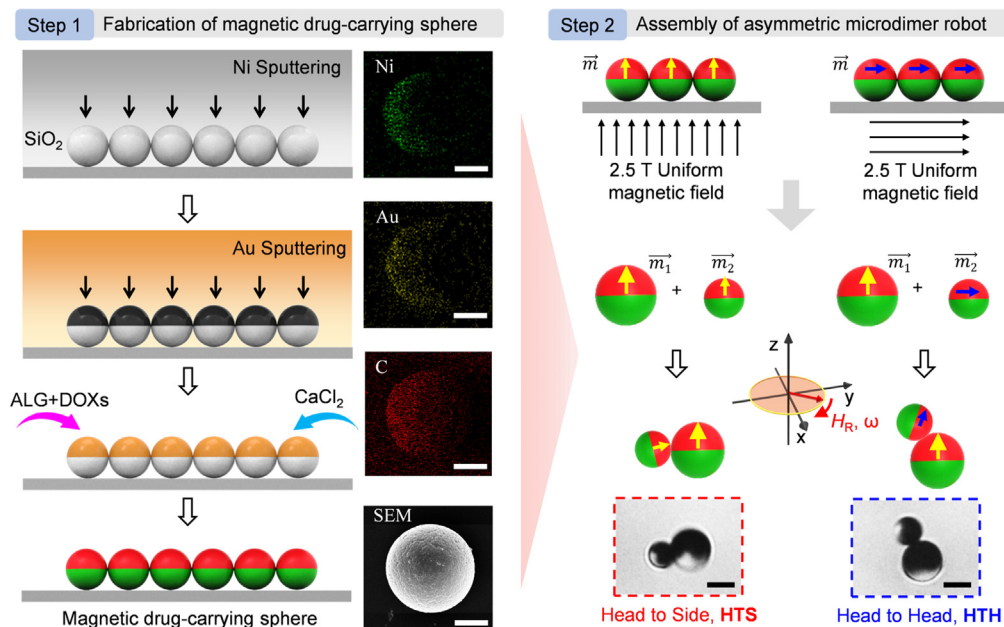 Step 1
Fabrication of magnetic drug-carrying sphere
Ni Sputtering
SiO₂
Au Sputtering
ALG+DOXs
CaCl₂
Magnetic drug-carrying sphere
Ni
Au
C
SEM
Step 2
Assembly of asymmetric microdimer robot
m⃗
m⃗
2.5 T Uniform
magnetic field
2.5 T Uniform
magnetic field
m₁⃗
m₂⃗
+
m₁⃗
m₂⃗
+
z
y
x
H_R, ω
Head to Side, HTS
Head to Head, HTH